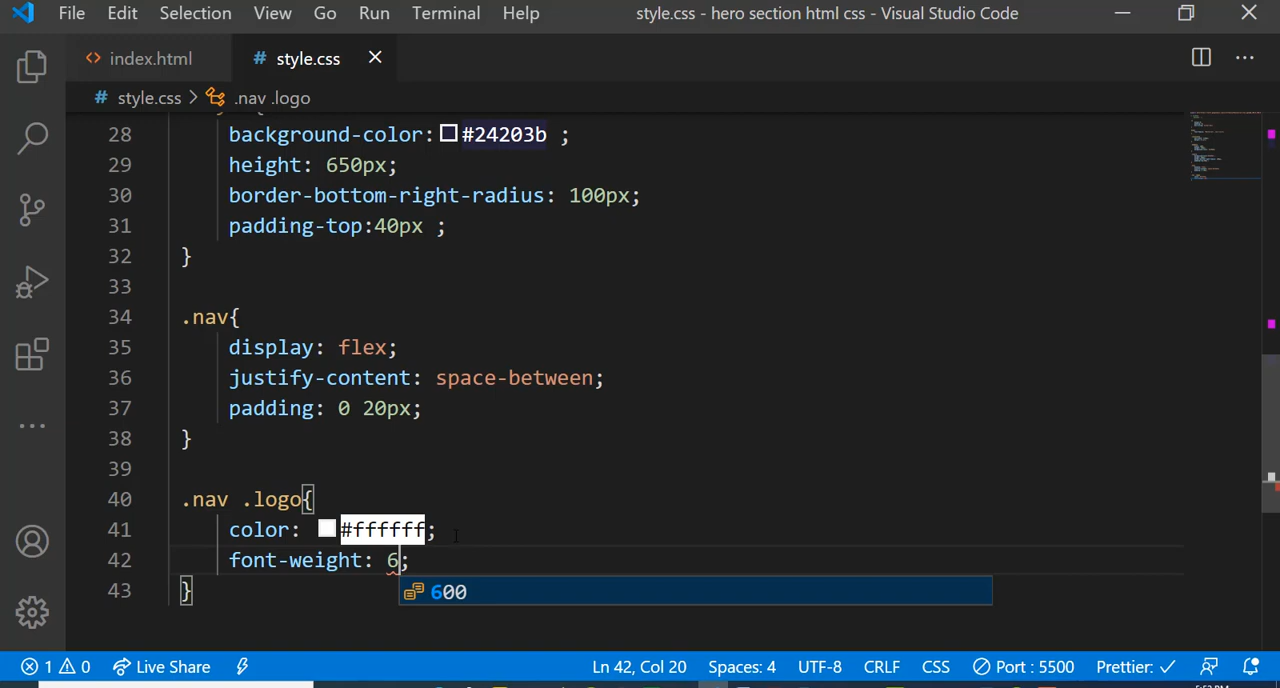 File Edit Selection View Go Run Terminal Help style.css - hero section html css - Visual Studio Code
index.html # style.css
# style.css > .nav .logo
28 background-color: #24203b ;
29 height: 650px;
30 border-bottom-right-radius: 100px;
31 padding-top:40px ;
32 }
33
34 .nav{
35 display: flex;
36 justify-content: space-between;
37 padding: 0 20px;
38 }
39
40 .nav .logo{
41 color: #ffffff;
42 font-weight: 6;
600
43 }
1 0 Live Share Ln 42, Col 20 Spaces: 4 UTF-8 CRLF CSS Port : 5500 Prettier: ✓